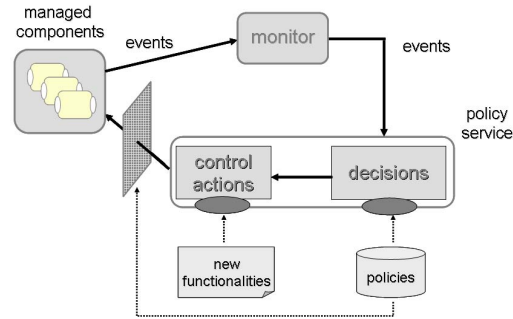 managed
components
events
monitor
events
policy
service
control
actions
decisions
new
functionalities
policies